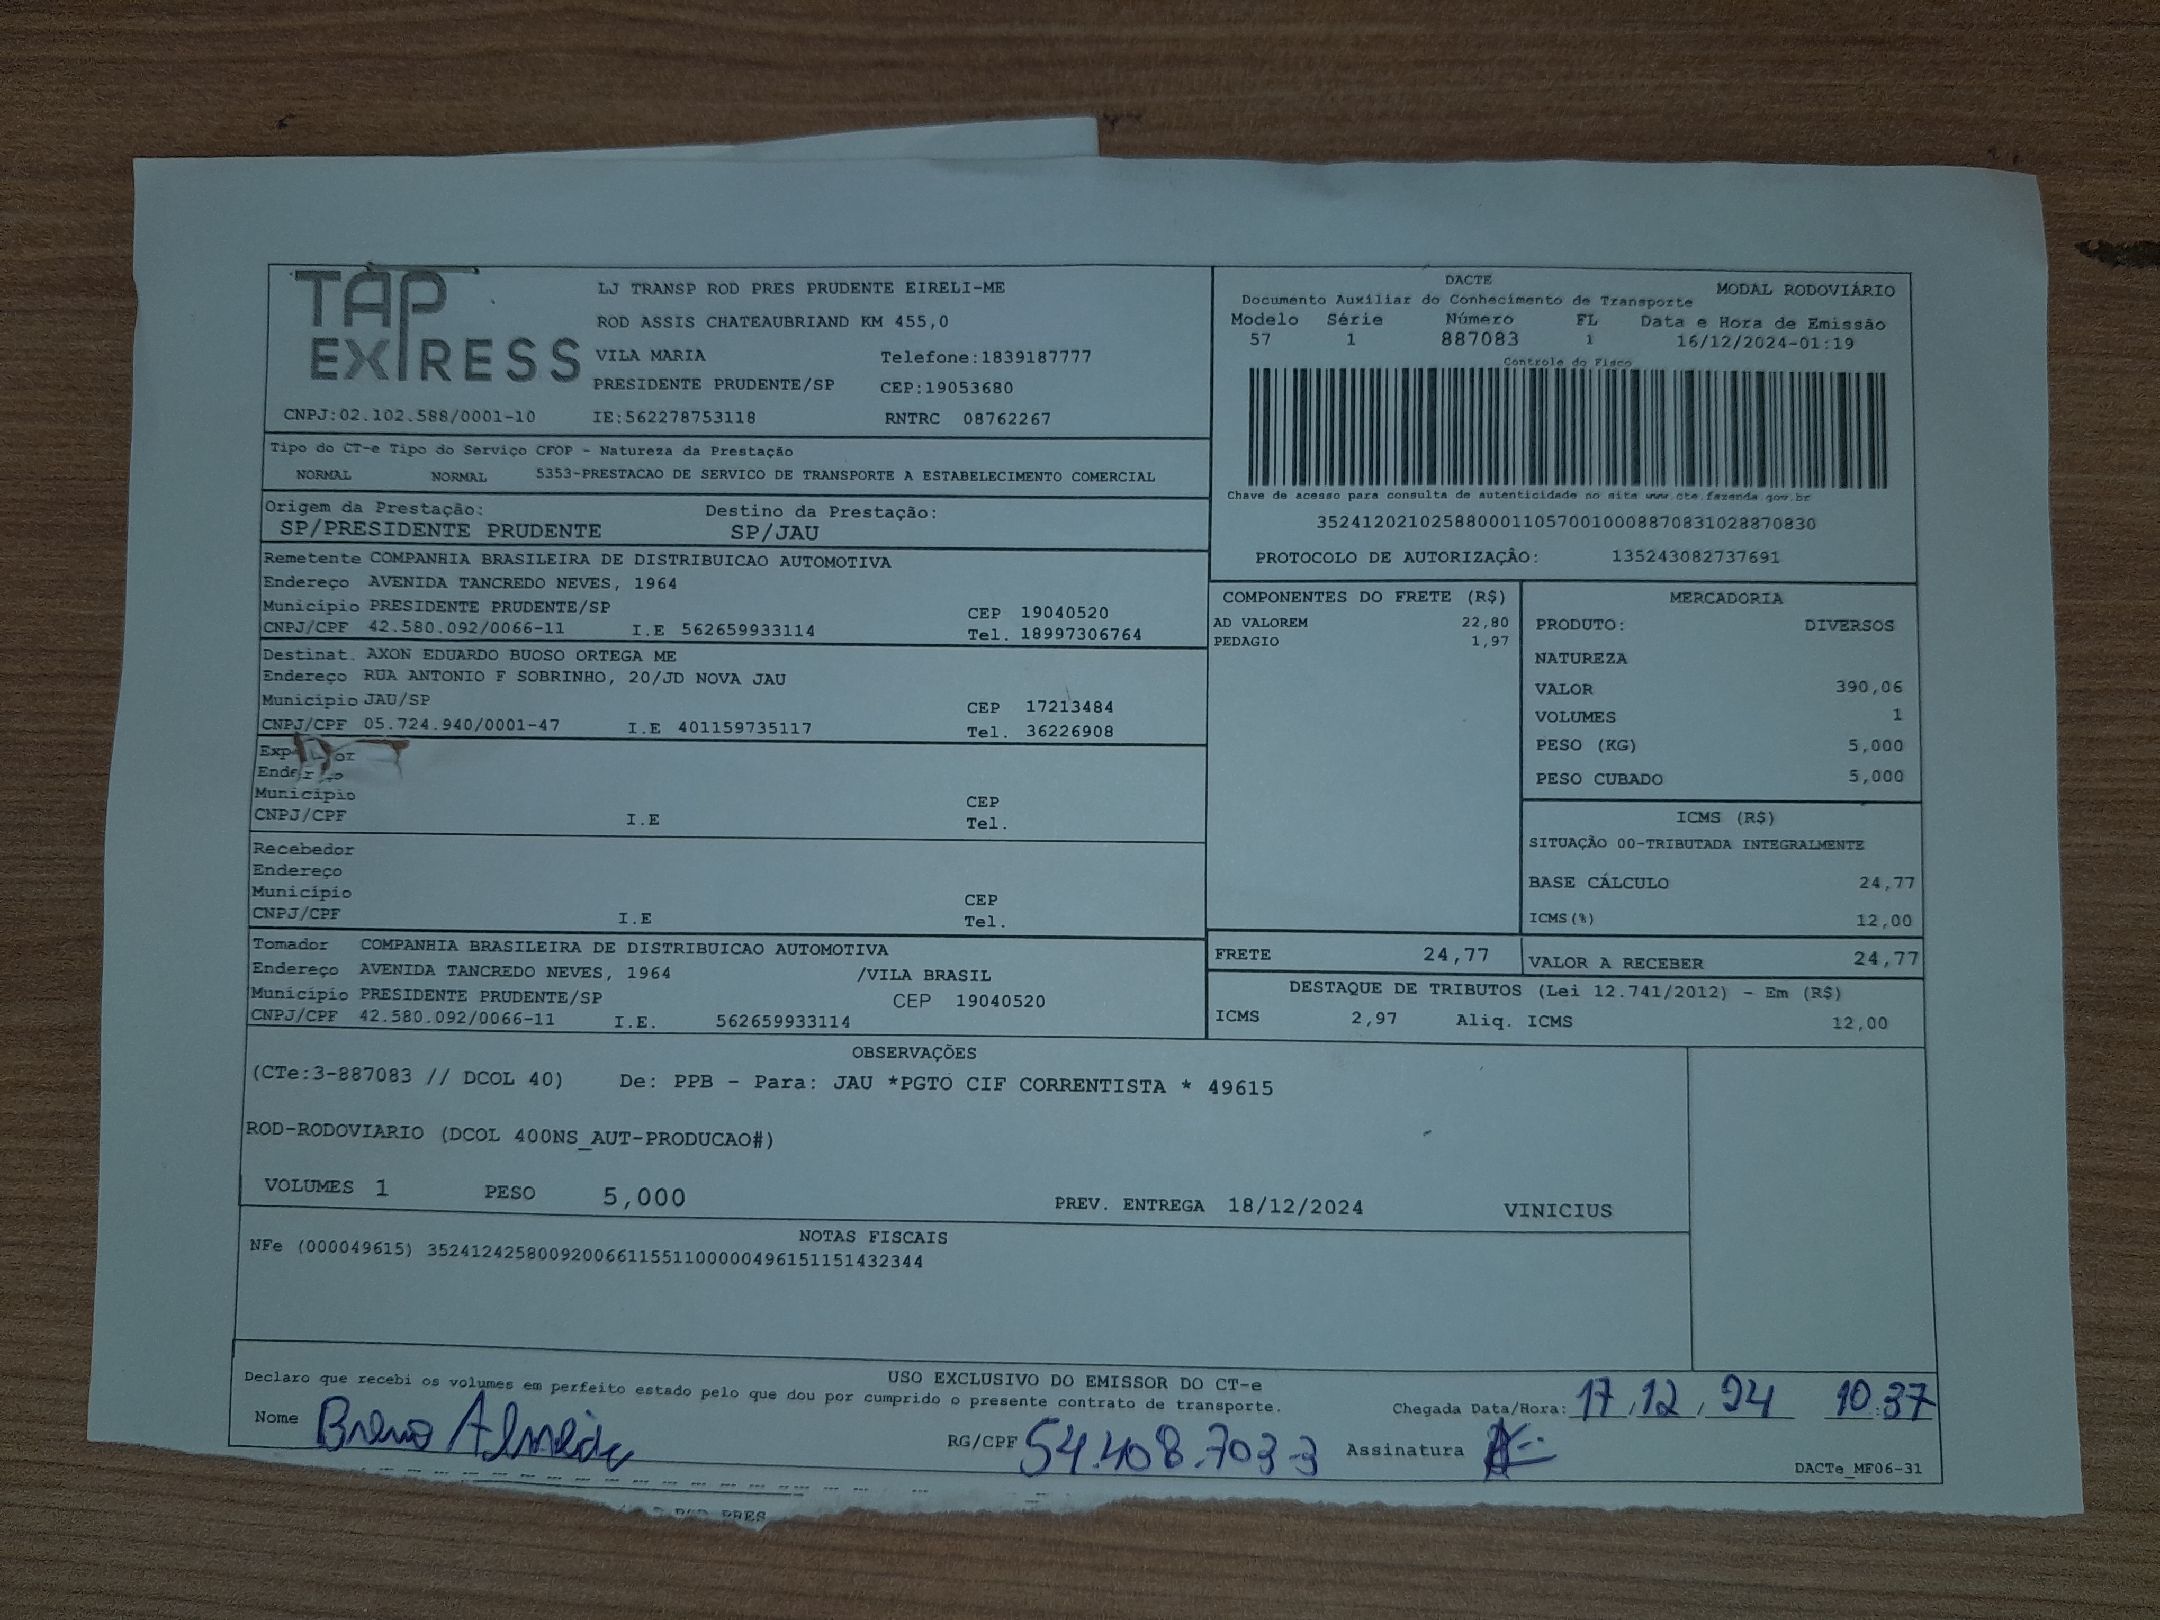 TAP EXPRESS
LJ TRANSP ROD PRES PRUDENTE EIRELI-ME
ROD ASSIS CHATEAUBRIAND KM 455,0
VILA MARIA Telefone:1839187777
PRESIDENTE PRUDENTE/SP CEP:19053680
CNPJ:02.102.588/0001-10 IE:562278753118 RNTRC 08762267
DACTE MODAL RODOVIÁRIO
Documento Auxiliar do Conhecimento de Transporte
Modelo Série Número FL Data e Hora de Emissão
57 1 887083 1 16/12/2024-01:19
Controle do Fisco
Chave de acesso para consulta de autenticidade no site www.cte.fazenda.gov.br
35241202102588000110570010008870831028870830
PROTOCOLO DE AUTORIZAÇÂO: 135243082737691
Tipo do CT-e Tipo do Serviço CFOP - Natureza da Prestação
NORMAL NORMAL 5353-PRESTACAO DE SERVICO DE TRANSPORTE A ESTABELECIMENTO COMERCIAL
Origem da Prestação: Destino da Prestação:
SP/PRESIDENTE PRUDENTE SP/JAU
Remetente COMPANHIA BRASILEIRA DE DISTRIBUICAO AUTOMOTIVA
Endereço AVENIDA TANCREDO NEVES, 1964
Município PRESIDENTE PRUDENTE/SP CEP 19040520
CNPJ/CPF 42.580.092/0066-11 I.E 562659933114 Tel. 18997306764
Destinat. AXON EDUARDO BUOSO ORTEGA ME
Endereço RUA ANTONIO F SOBRINHO, 20/JD NOVA JAU
Município JAU/SP CEP 17213484
CNPJ/CPF 05.724.940/0001-47 I.E 401159735117 Tel. 36226908
Município CEP
CNPJ/CPF I.E Tel.
Recebedor
Endereço
Município CEP
CNPJ/CPF I.E Tel.
Tomador COMPANHIA BRASILEIRA DE DISTRIBUICAO AUTOMOTIVA
Endereço AVENIDA TANCREDO NEVES, 1964 /VILA BRASIL
Município PRESIDENTE PRUDENTE/SP CEP 19040520
CNPJ/CPF 42.580.092/0066-11 I.E. 562659933114
COMPONENTES DO FRETE (R$)
AD VALOREM 22,80
PEDAGIO 1,97
MERCADORIA
PRODUTO: DIVERSOS
NATUREZA
VALOR 390,06
VOLUMES 1
PESO (KG) 5,000
PESO CUBADO 5,000
ICMS (R$)
SITUAÇÃO 00-TRIBUTADA INTEGRALMENTE
BASE CÁLCULO 24,77
ICMS(%) 12,00
FRETE 24,77 VALOR A RECEBER 24,77
DESTAQUE DE TRIBUTOS (Lei 12.741/2012) - Em (R$)
ICMS 2,97 Aliq. ICMS 12,00
OBSERVAÇÕES
(CTe:3-887083 // DCOL 40) De: PPB - Para: JAU *PGTO CIF CORRENTISTA * 49615
ROD-RODOVIARIO (DCOL 400NS_AUT-PRODUCAO#)
VOLUMES 1 PESO 5,000 PREV. ENTREGA 18/12/2024 VINICIUS
NOTAS FISCAIS
NFe (000049615) 35241242580092006611551100000496151151432344
USO EXCLUSIVO DO EMISSOR DO CT-e
Declaro que recebi os volumes em perfeito estado pelo que dou por cumprido o presente contrato de transporte.
Chegada Data/Hora: 17,12,24 10:37
Nome Breno Almeida RG/CPF 54.408.703-3 Assinatura
DACTe_MF06-31